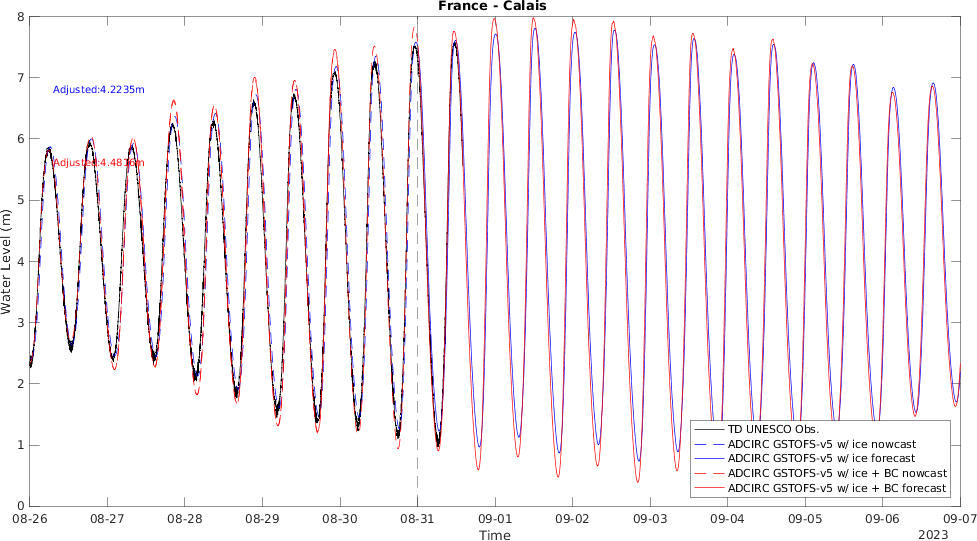 France - Calais
8
7
6
5
4
3
2
1
0
Water Level (m)
Adjusted:4.2235m
Adjusted:4.4816m
TD UNESCO Obs.
ADCIRC GSTOFS-v5 w/ ice nowcast
ADCIRC GSTOFS-v5 w/ ice forecast
ADCIRC GSTOFS-v5 w/ ice + BC nowcast
ADCIRC GSTOFS-v5 w/ ice + BC forecast
08-26 08-27 08-28 08-29 08-30 08-31 09-01 09-02 09-03 09-04 09-05 09-06 09-07
Time
2023